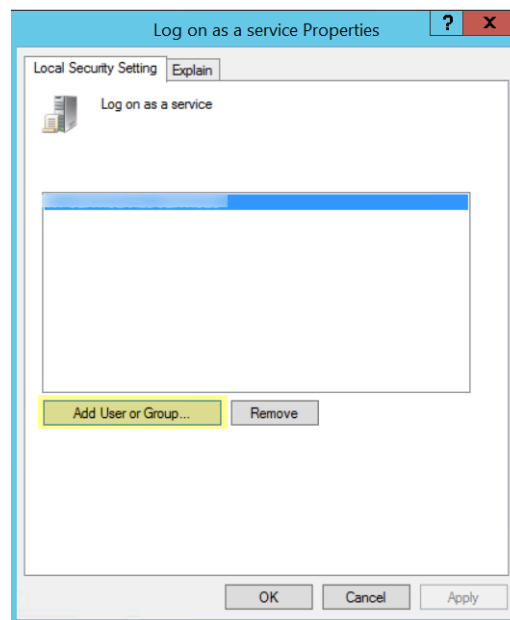 Log on as a service Properties
? x
Local Security Setting Explain
Log on as a service
Add User or Group... Remove
OK Cancel Apply